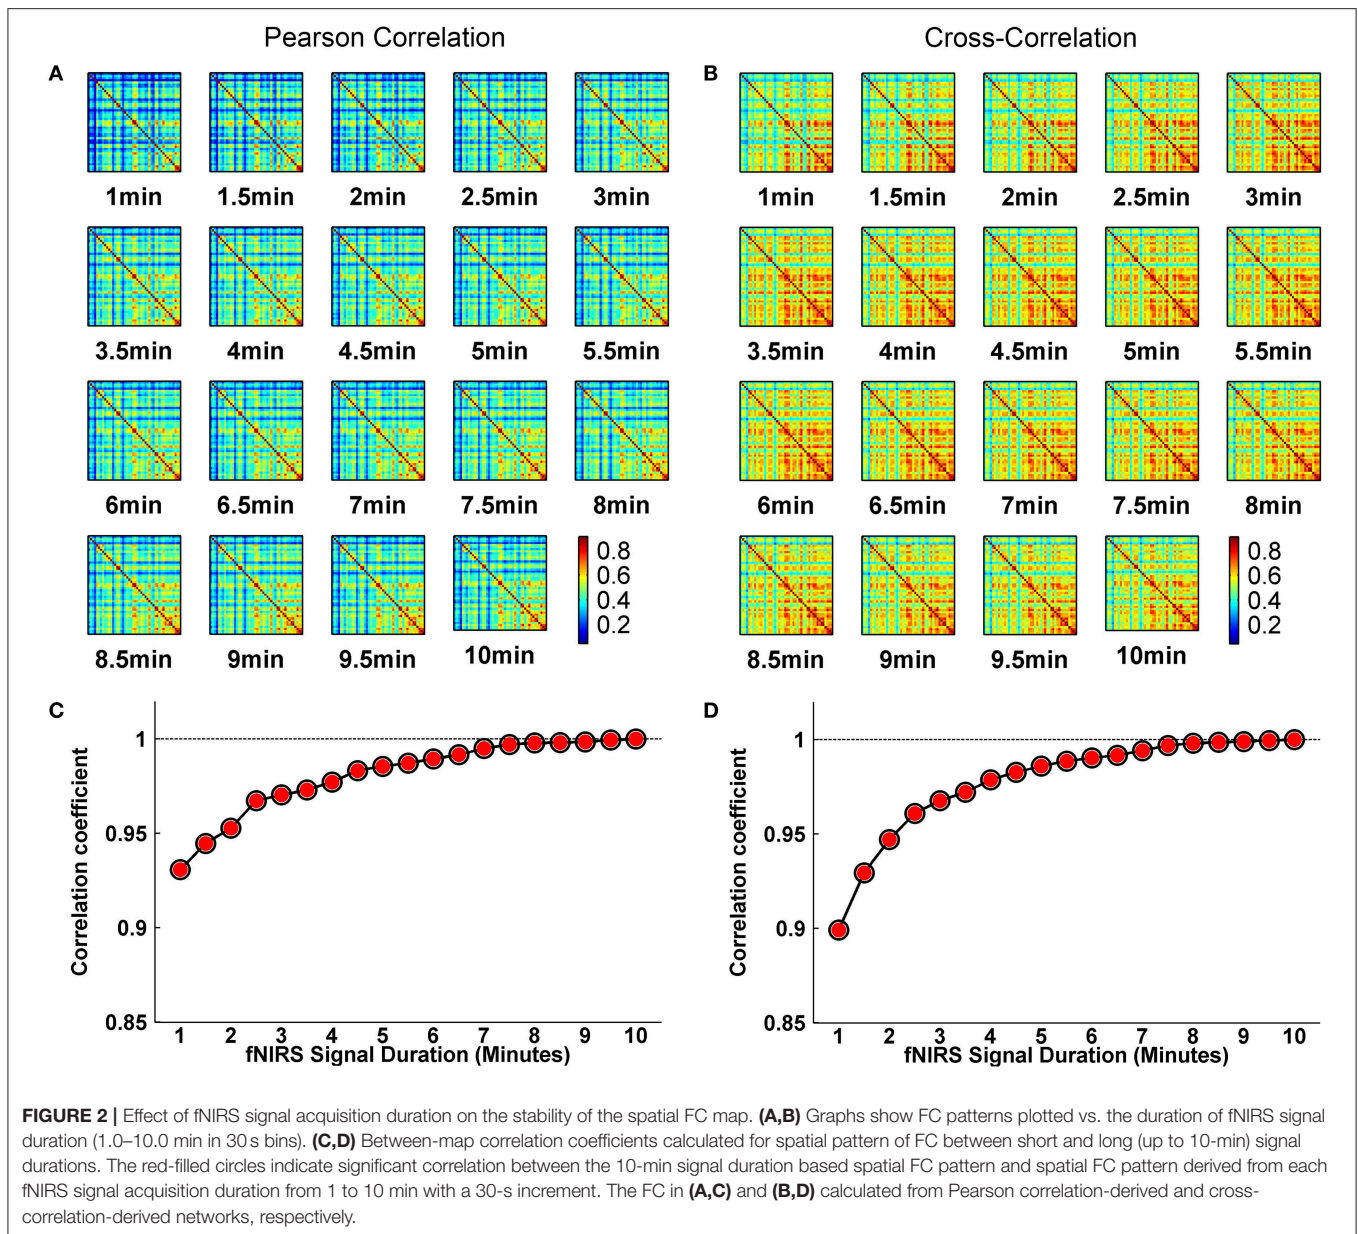 Pearson Correlation
Cross-Correlation
A
1min 1.5min 2min 2.5min 3min
3.5min 4min 4.5min 5min 5.5min
6min 6.5min 7min 7.5min 8min
8.5min 9min 9.5min 10min
0.8
0.6
0.4
0.2
B
1min 1.5min 2min 2.5min 3min
3.5min 4min 4.5min 5min 5.5min
6min 6.5min 7min 7.5min 8min
8.5min 9min 9.5min 10min
0.8
0.6
0.4
0.2
C
Correlation coefficient
1
0.95
0.9
0.85
1 2 3 4 5 6 7 8 9 10
fNIRS Signal Duration (Minutes)
D
Correlation coefficient
1
0.95
0.9
0.85
1 2 3 4 5 6 7 8 9 10
fNIRS Signal Duration (Minutes)
FIGURE 2 | Effect of fNIRS signal acquisition duration on the stability of the spatial FC map. (A,B) Graphs show FC patterns plotted vs. the duration of fNIRS signal
duration (1.0–10.0 min in 30 s bins). (C,D) Between-map correlation coefficients calculated for spatial pattern of FC between short and long (up to 10-min) signal
durations. The red-filled circles indicate significant correlation between the 10-min signal duration based spatial FC pattern and spatial FC pattern derived from each
fNIRS signal acquisition duration from 1 to 10 min with a 30-s increment. The FC in (A,C) and (B,D) calculated from Pearson correlation-derived and cross-
correlation-derived networks, respectively.